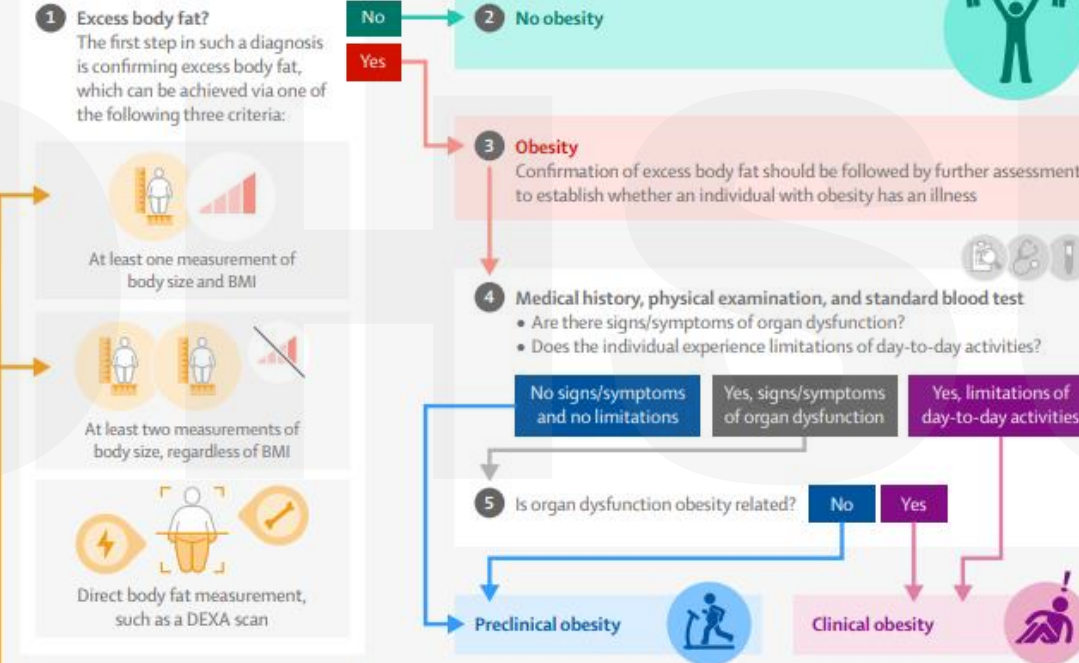 1 Excess body fat?
The first step in such a diagnosis
is confirming excess body fat,
which can be achieved via one of
the following three criteria:
At least one measurement of
body size and BMI
At least two measurements of
body size, regardless of BMI
Direct body fat measurement,
such as a DEXA scan
No
Yes
2 No obesity
3 Obesity
Confirmation of excess body fat should be followed by further assessment
to establish whether an individual with obesity has an illness
4 Medical history, physical examination, and standard blood test
• Are there signs/symptoms of organ dysfunction?
• Does the individual experience limitations of day-to-day activities?
No signs/symptoms
and no limitations
Yes, signs/symptoms
of organ dysfunction
Yes, limitations of
day-to-day activities
5 Is organ dysfunction obesity related? No Yes
Preclinical obesity
Clinical obesity
!